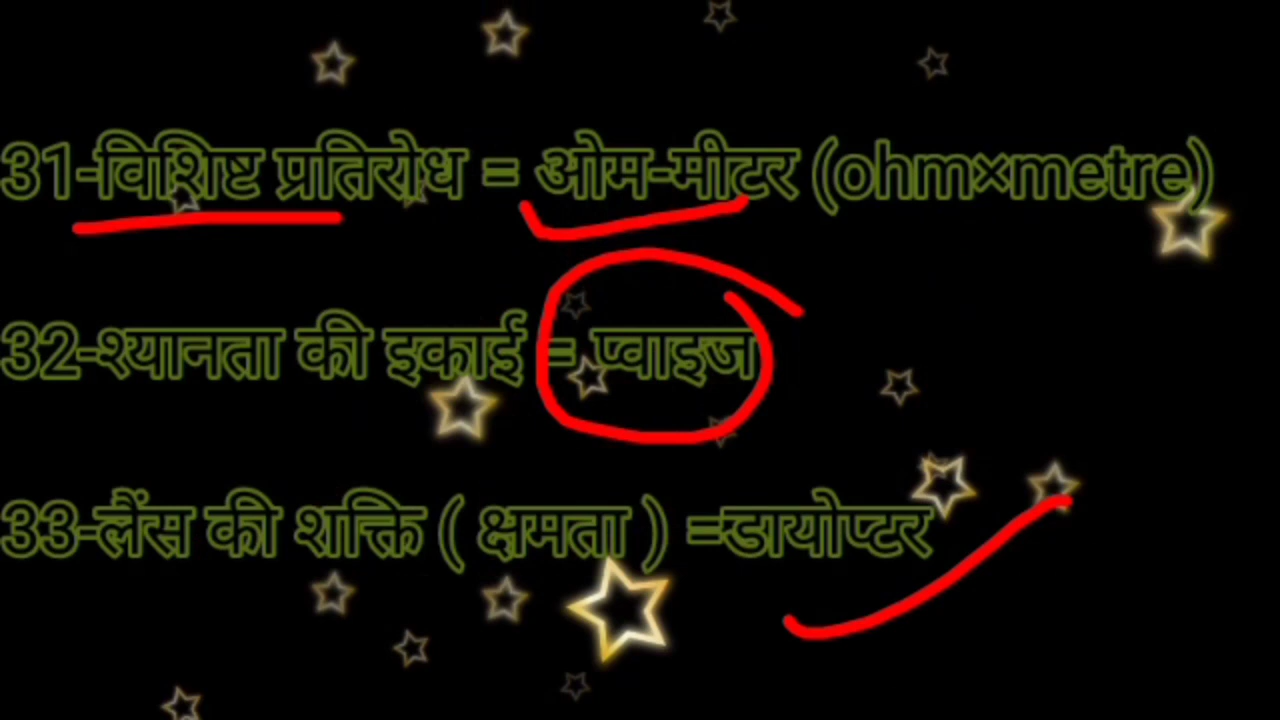 31-विशिष्ट प्रतिरोध = ओम-मीटर (ohm×metre)
32-श्यानता की इकाई = प्वाइज
33-लैंस की शक्ति ( क्षमता ) =डायोप्टर